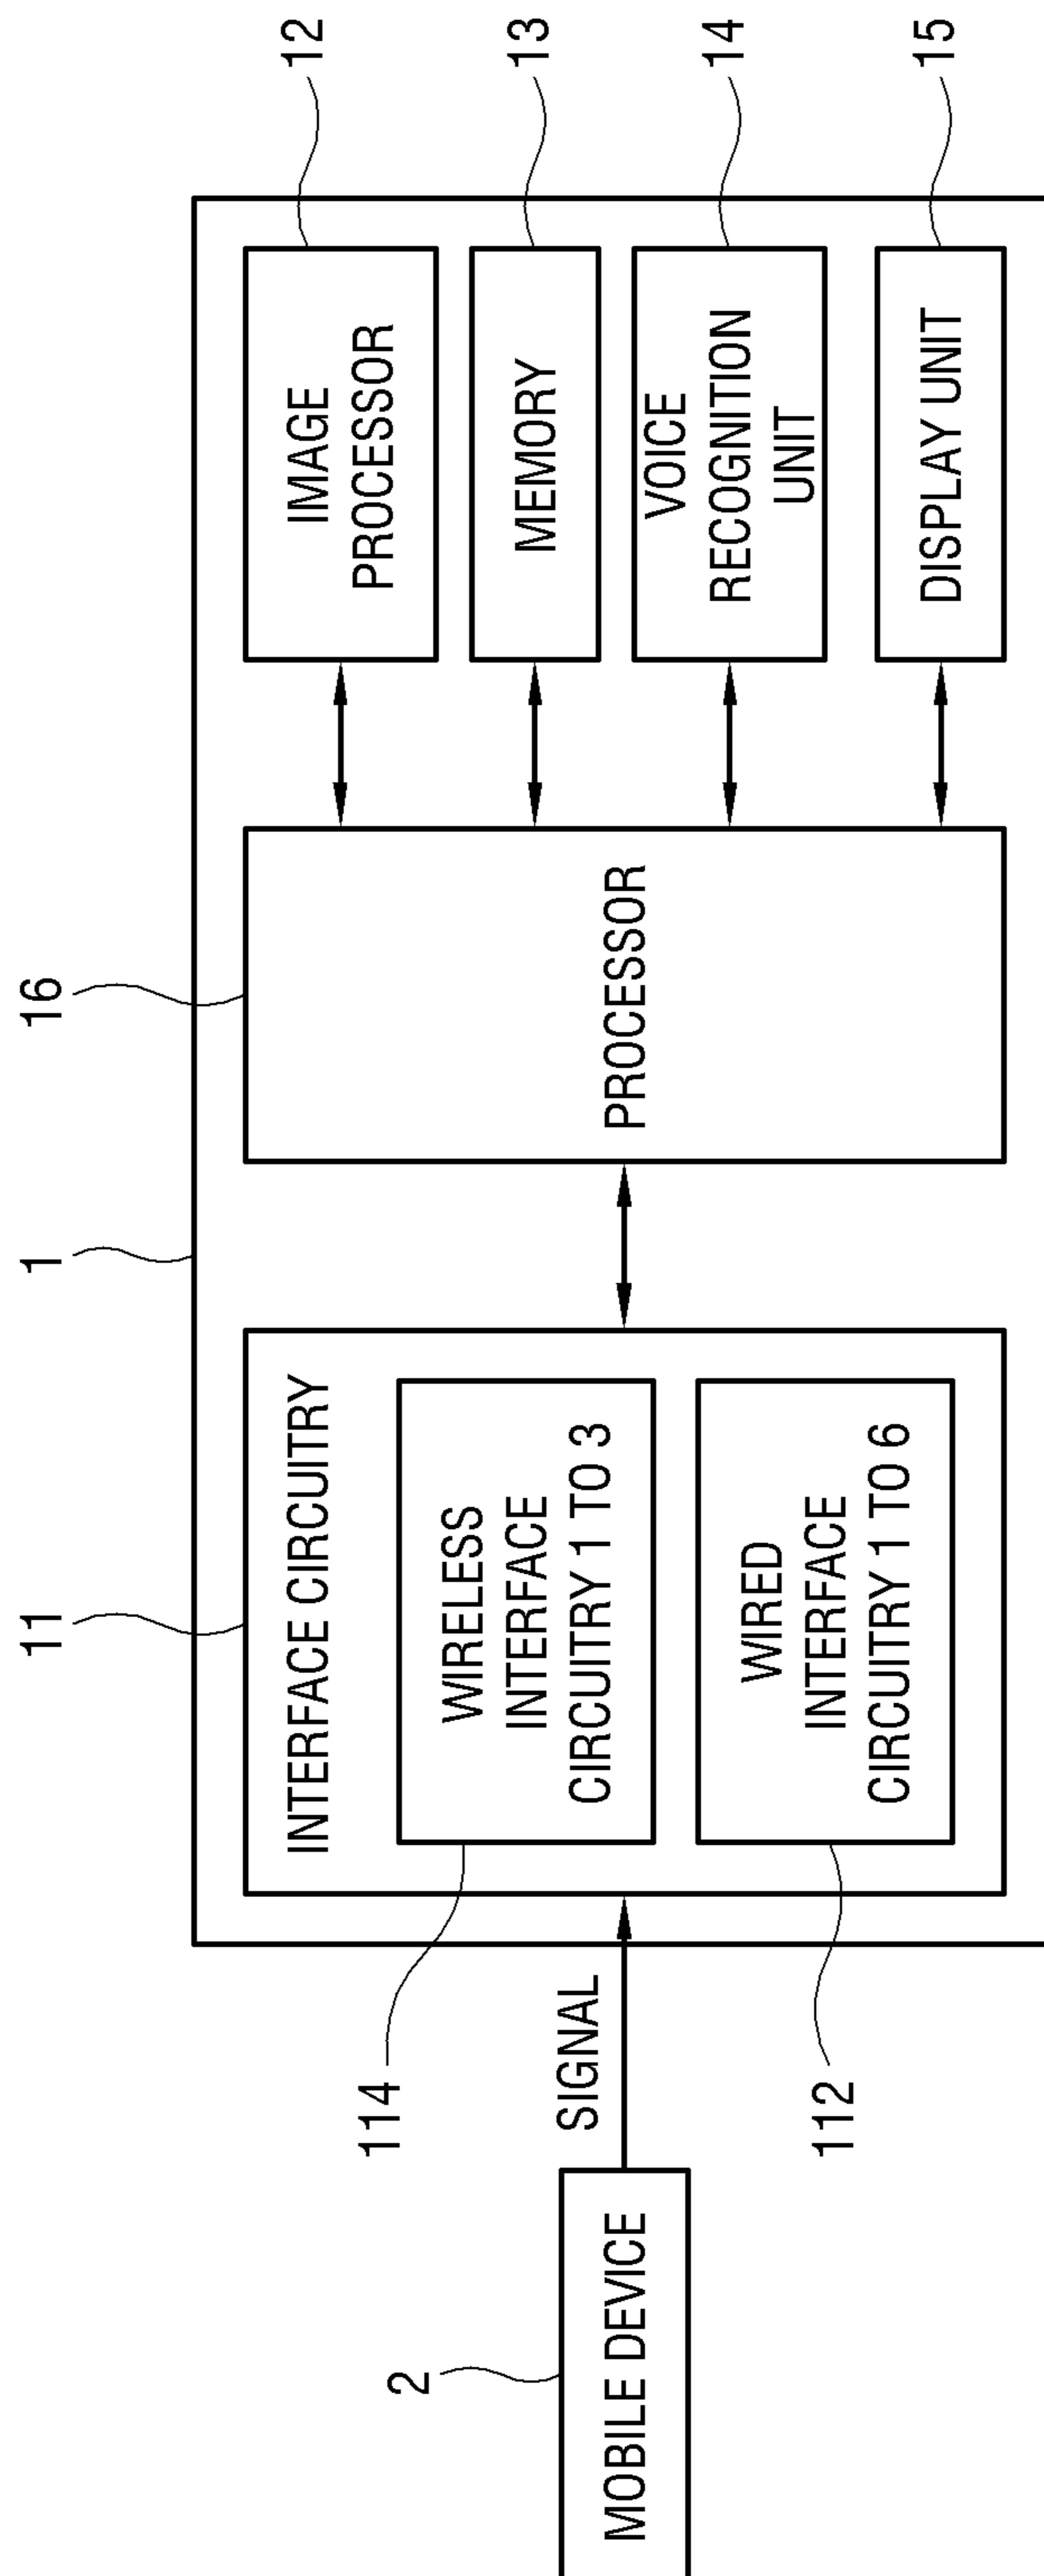 1
11
16
INTERFACE CIRCUITRY
114
WIRELESS
INTERFACE
CIRCUITRY 1 TO 3
112
WIRED
INTERFACE
CIRCUITRY 1 TO 6
2
MOBILE DEVICE
SIGNAL
PROCESSOR
IMAGE
PROCESSOR
12
MEMORY
13
VOICE
RECOGNITION
UNIT
14
DISPLAY UNIT
15